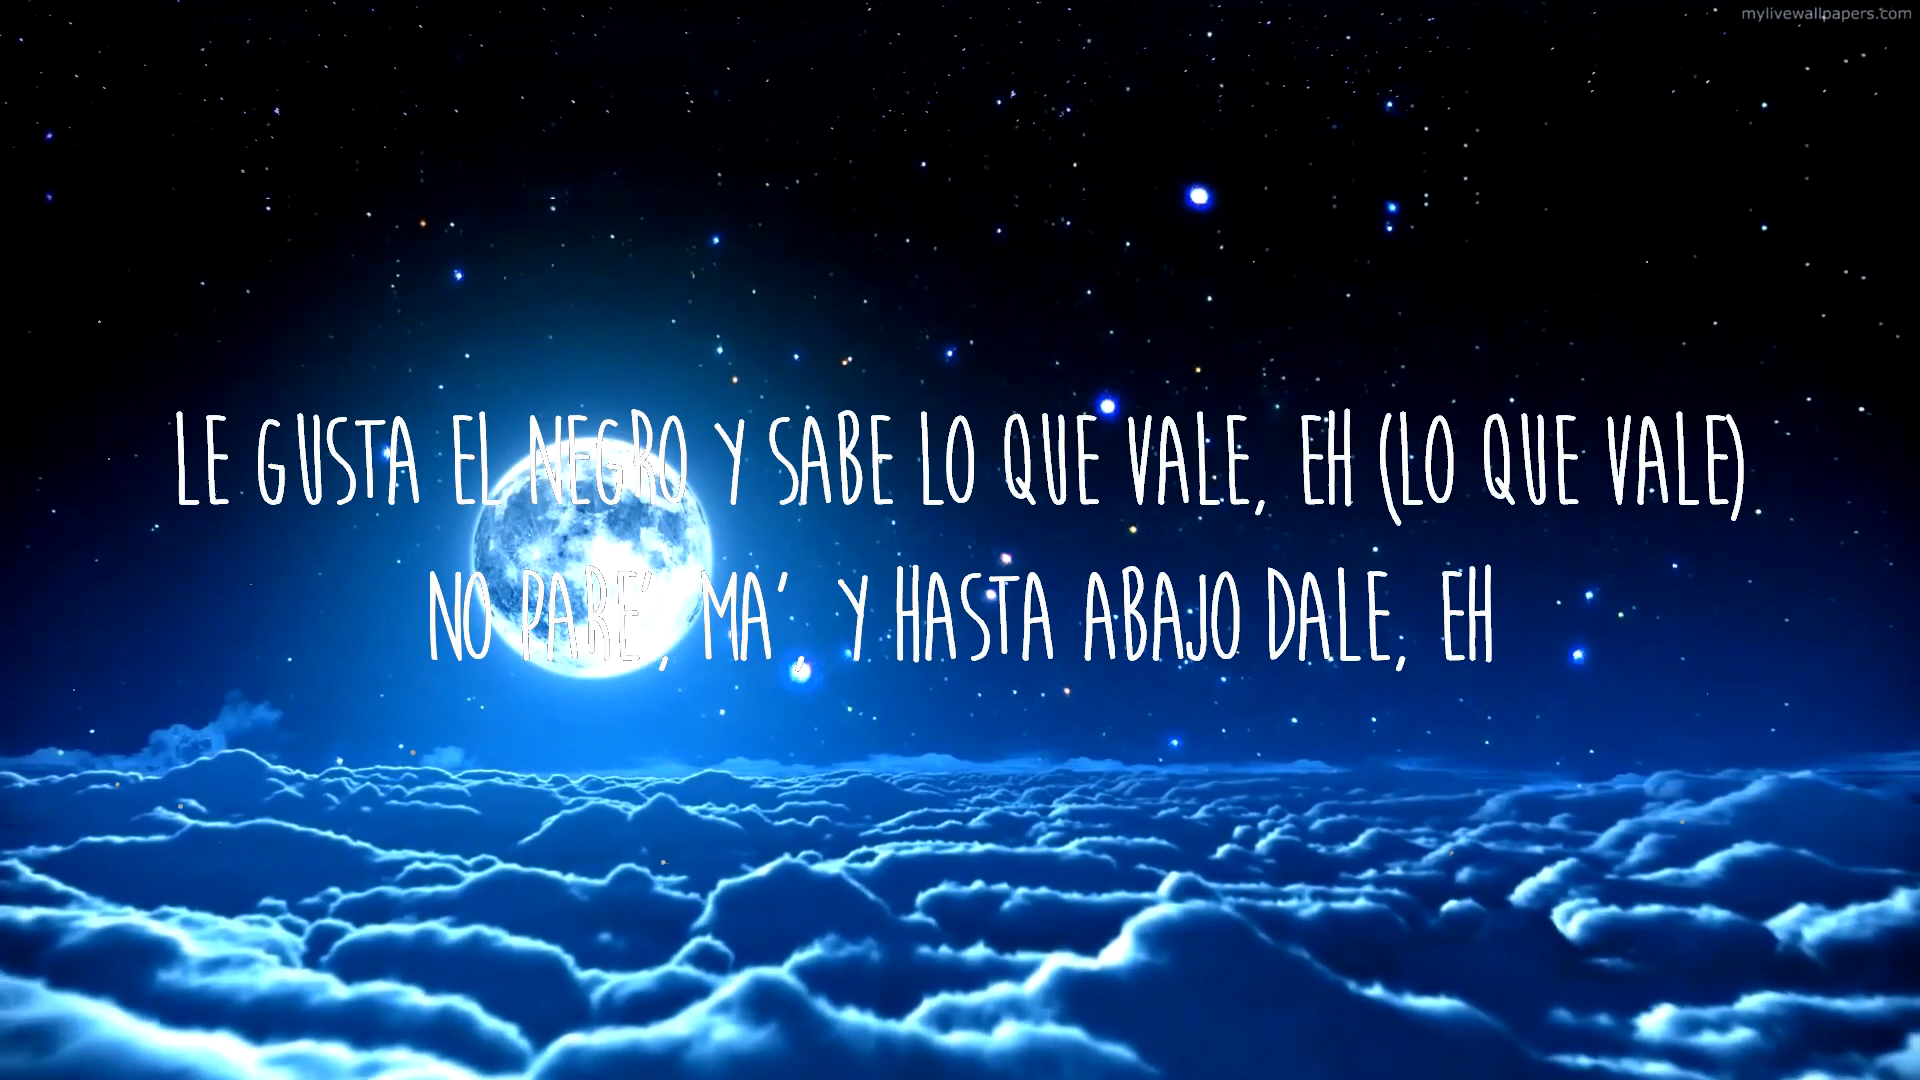 mylivewallpapers.com
LE GUSTA EL NEGRO Y SABE LO QUE VALE, EH (LO QUE VALE)
NO PARE', MA', Y HASTA ABAJO DALE, EH